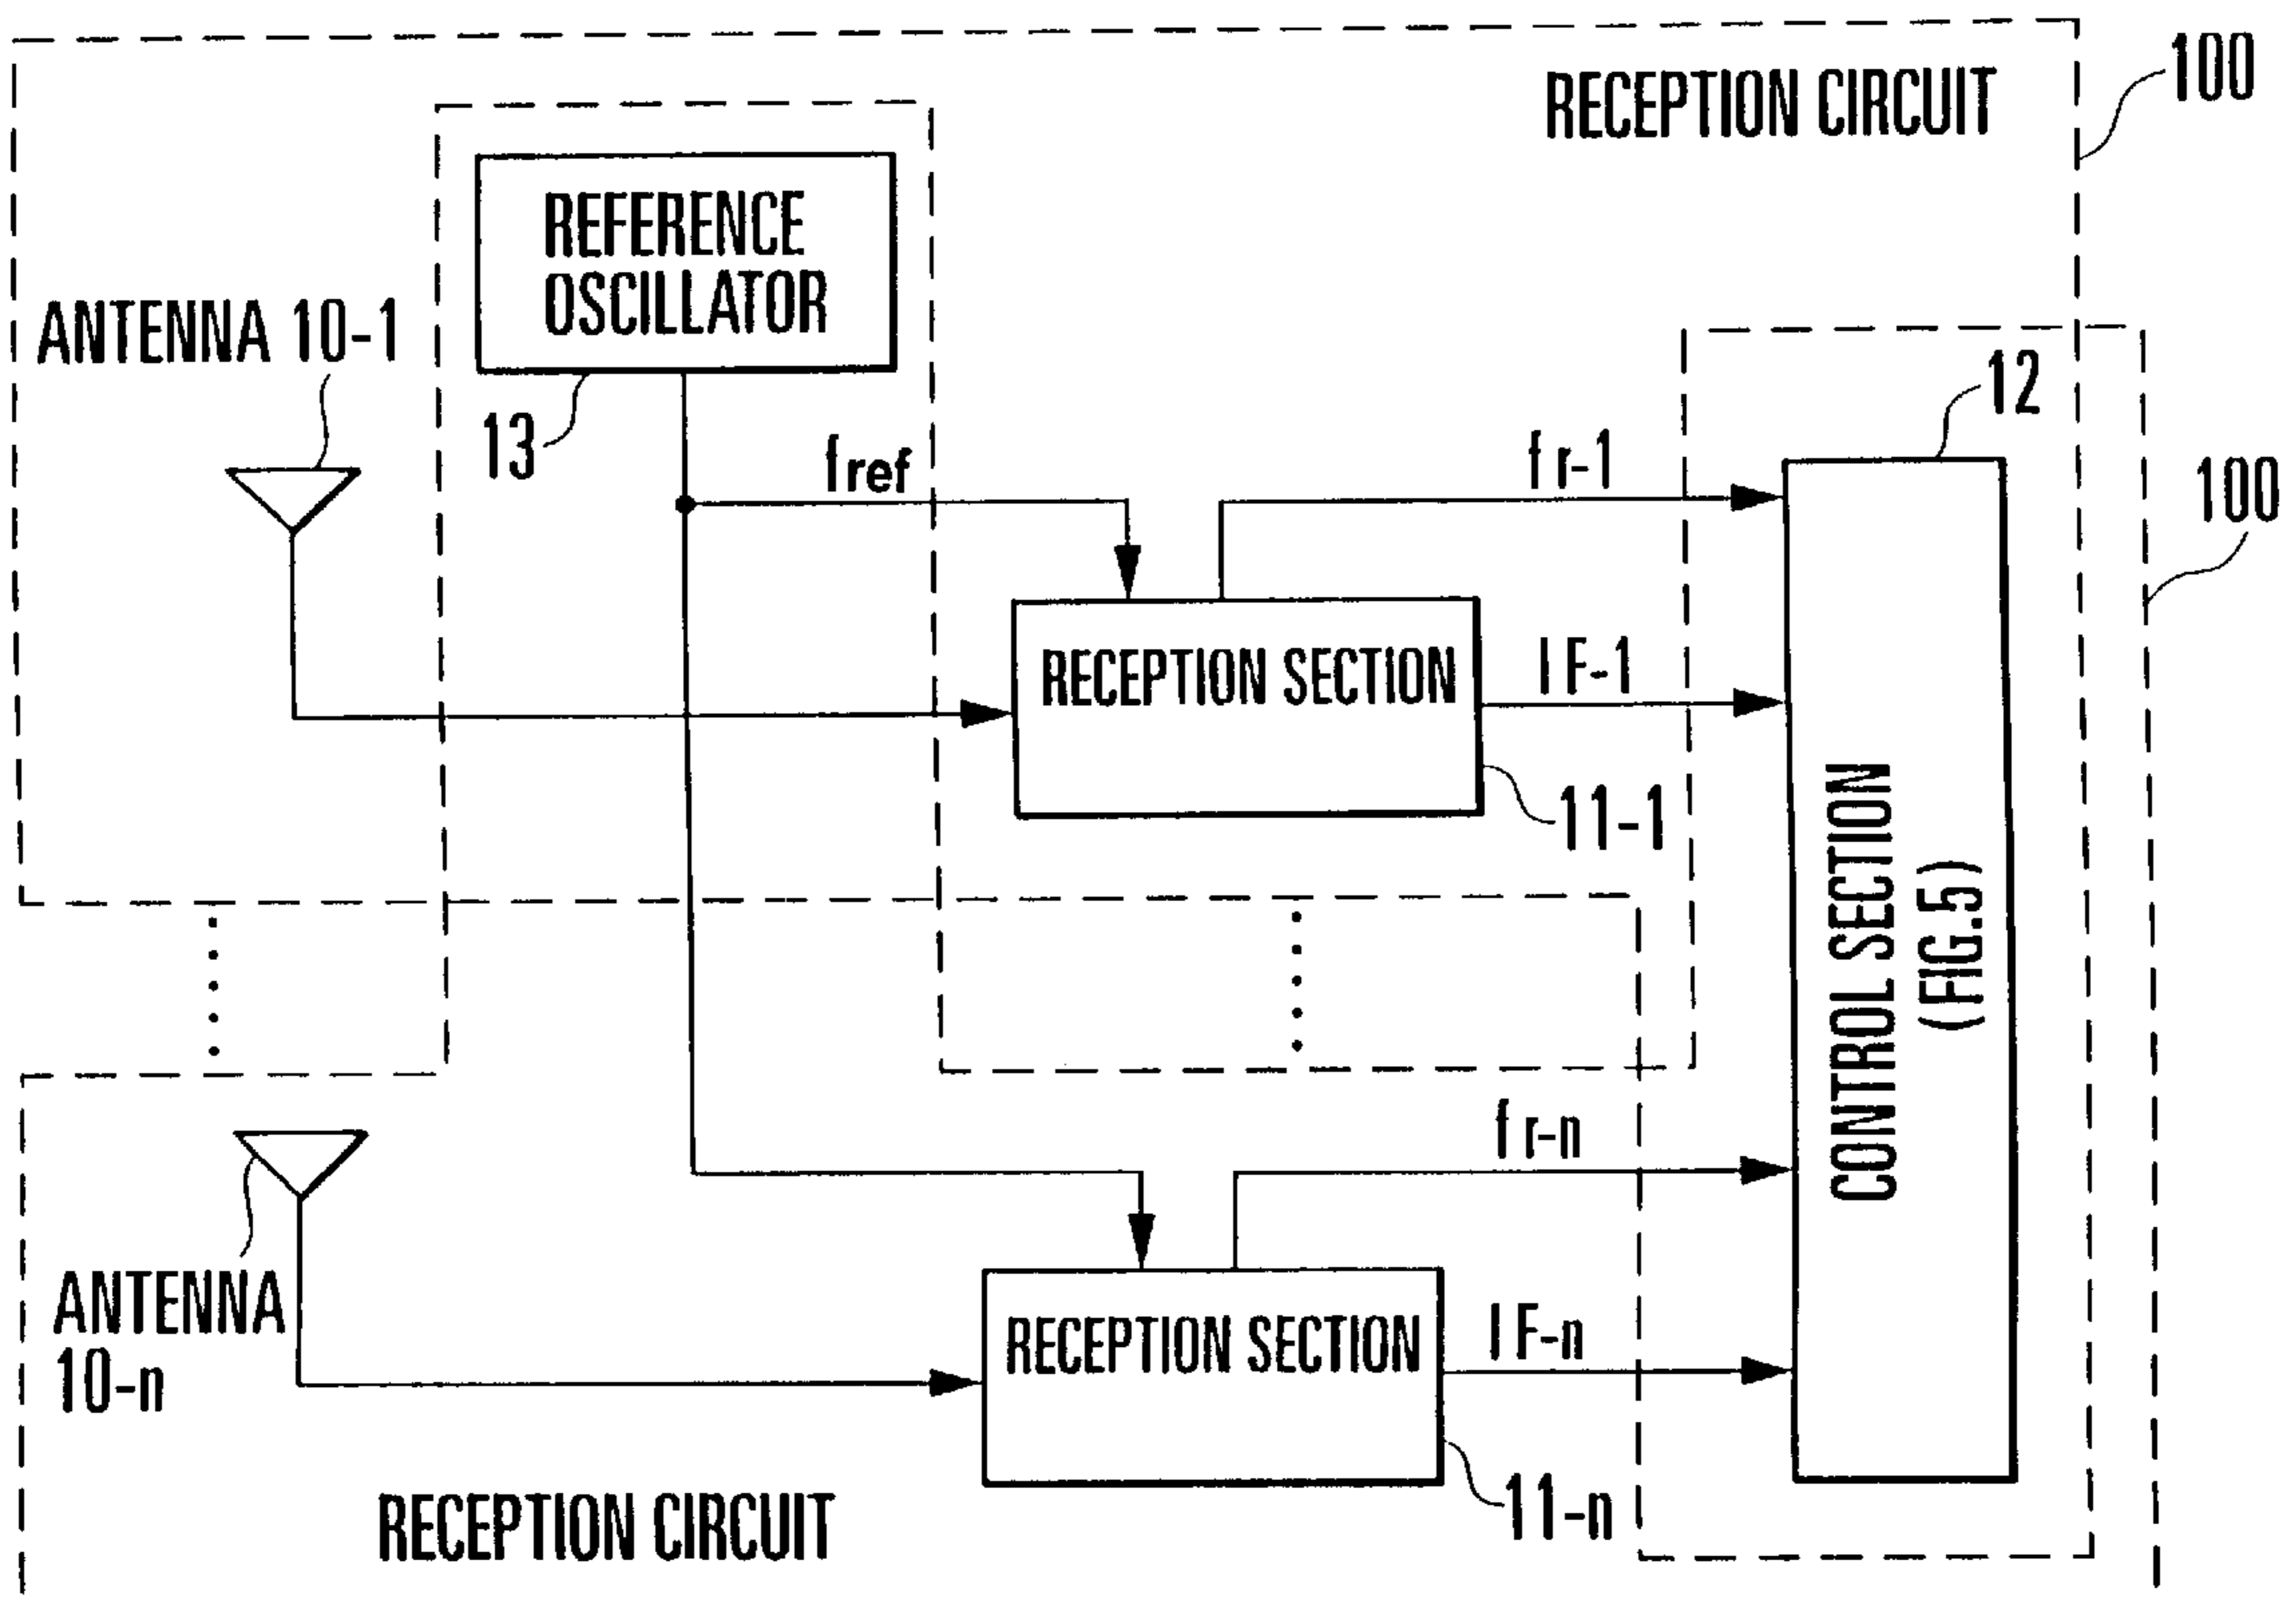 RECEPTION CIRCUIT
100
REFERENCE
OSCILLATOR
ANTENNA 10-1
13
fref
fr-1
12
100
RECEPTION SECTION
IF-1
11-1
CONTROL SECTION
(FIG.5)
fr-n
ANTENNA
10-n
RECEPTION SECTION
IF-n
11-n
RECEPTION CIRCUIT